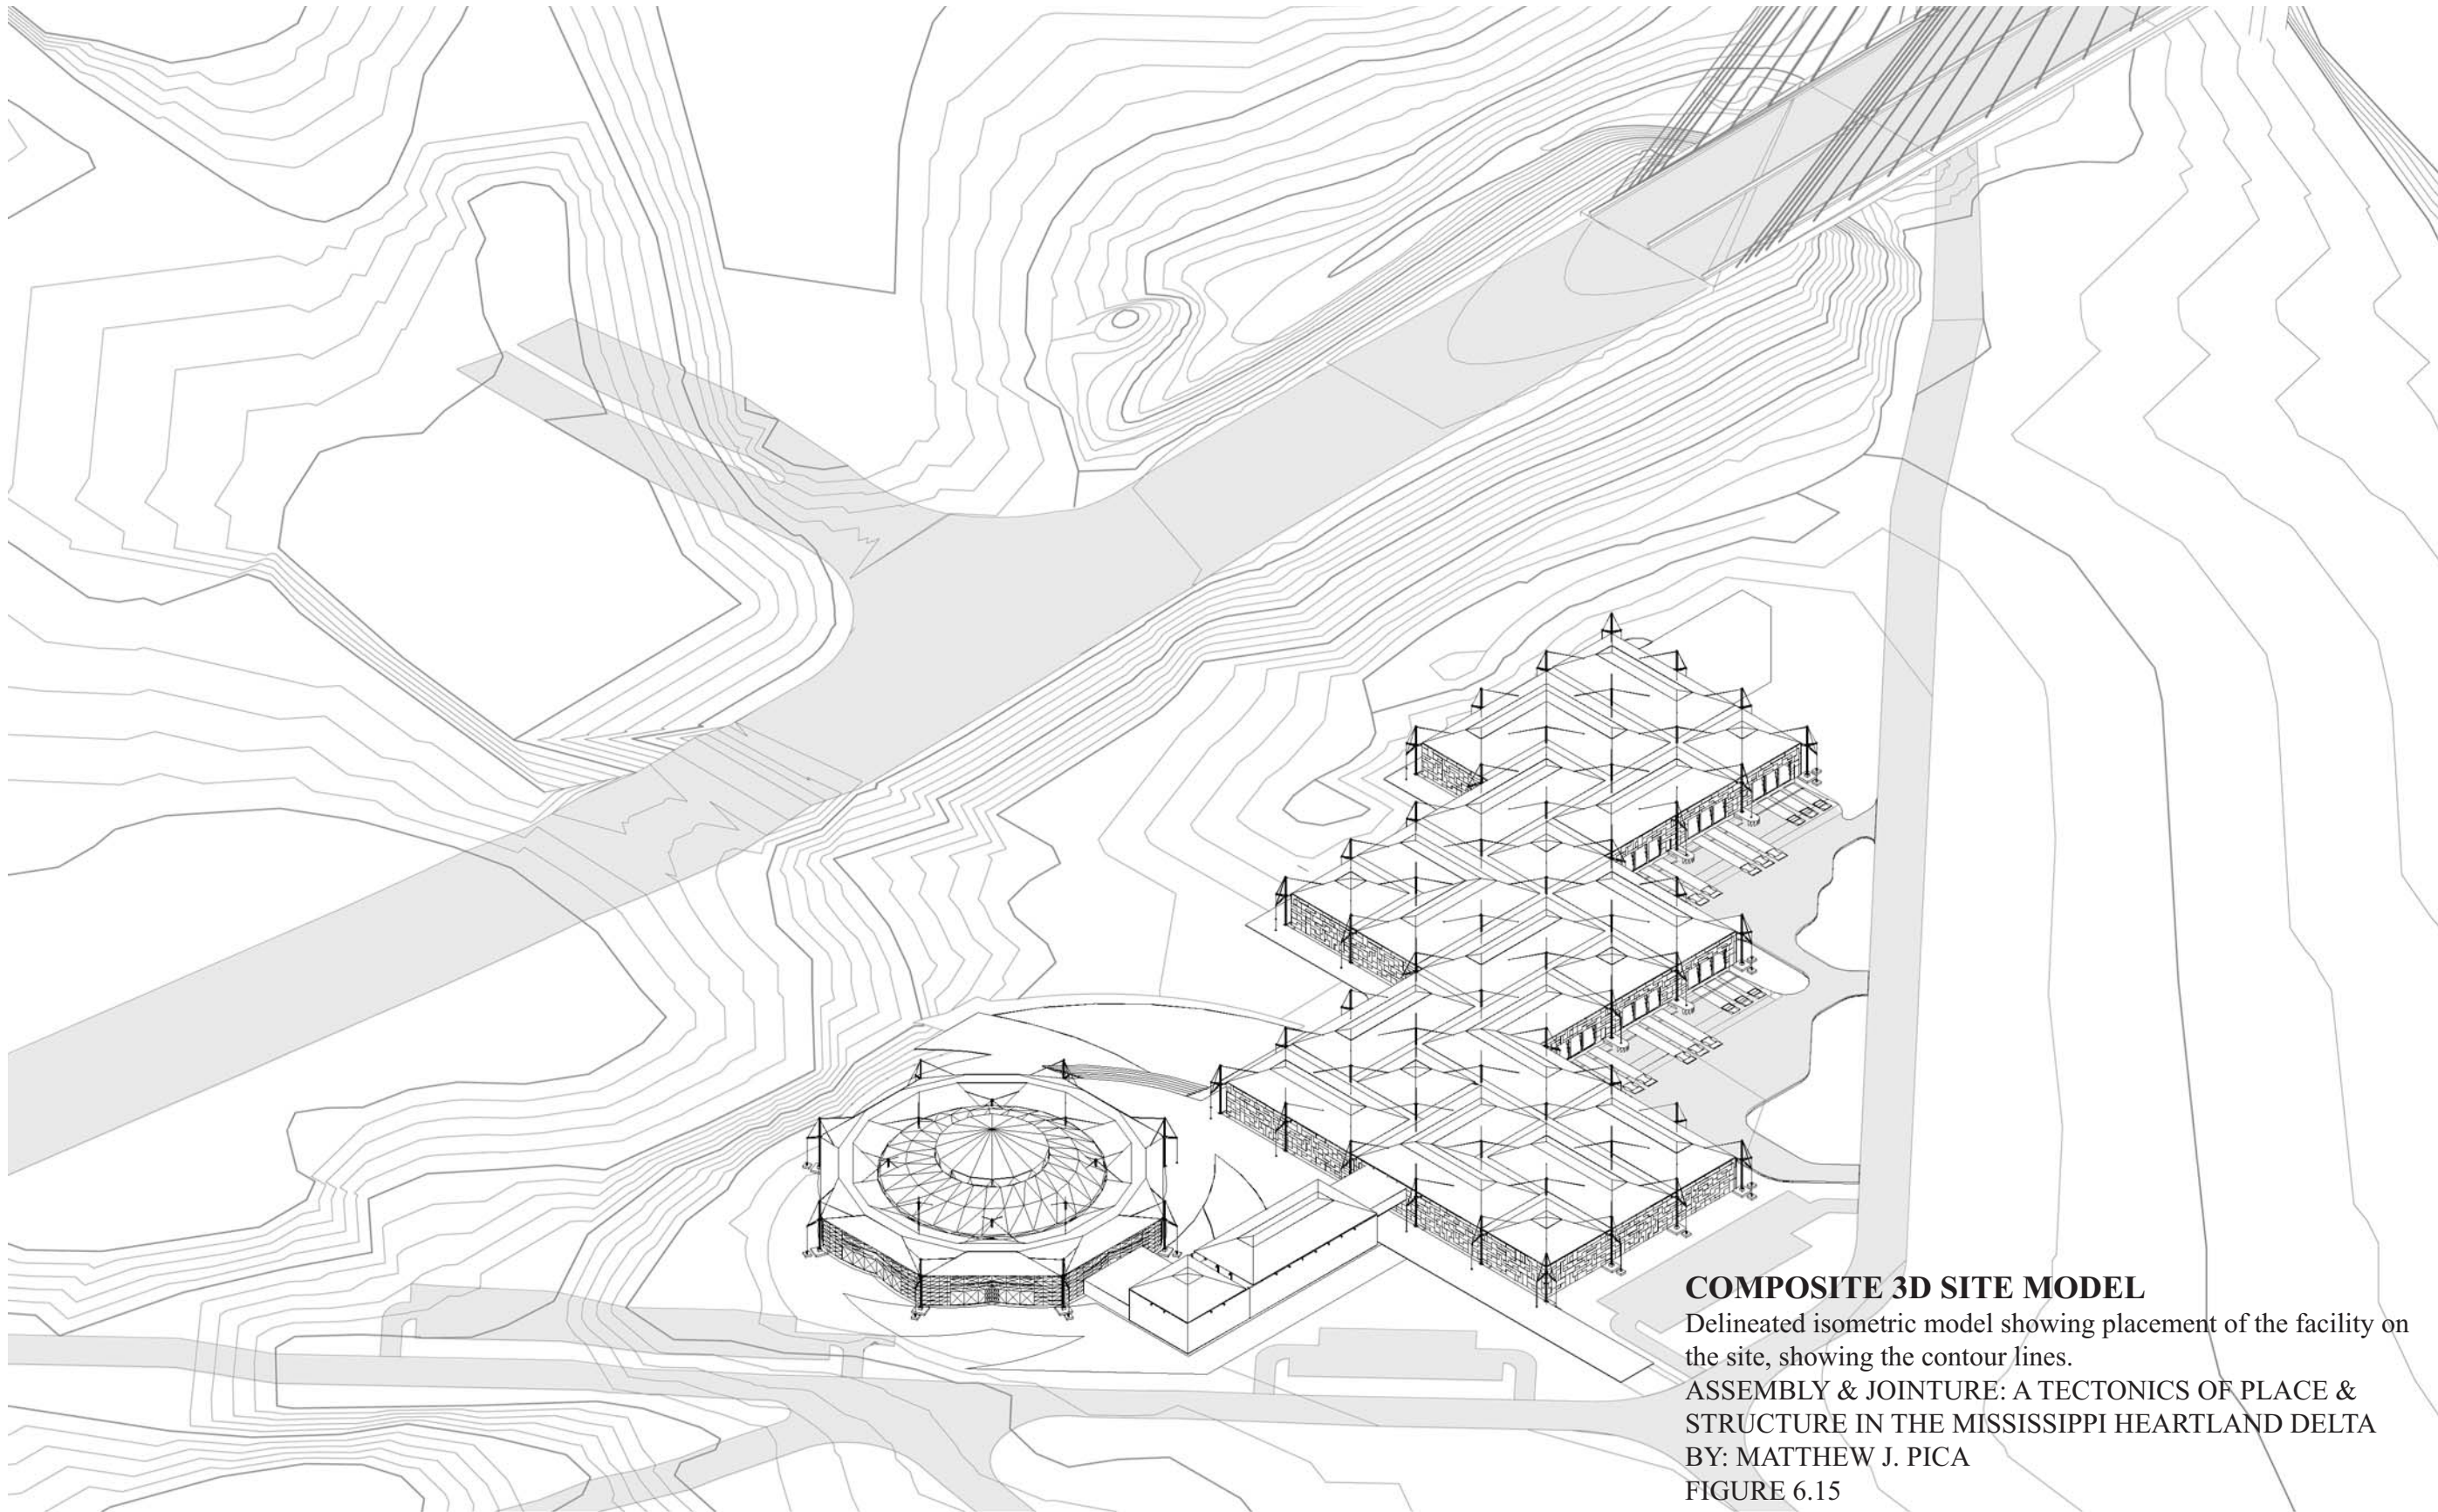 COMPOSITE 3D SITE MODEL
Delineated isometric model showing placement of the facility on
the site, showing the contour lines.
ASSEMBLY & JOINTURE: A TECTONICS OF PLACE &
STRUCTURE IN THE MISSISSIPPI HEARTLAND DELTA
BY: MATTHEW J. PICA
FIGURE 6.15